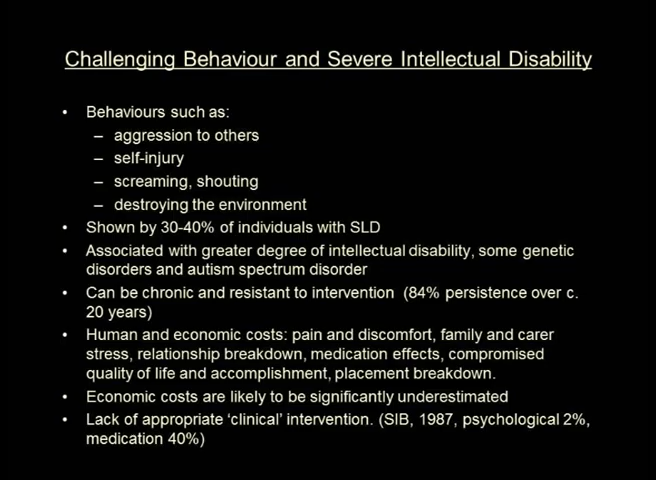 Challenging Behaviour and Severe Intellectual Disability
• Behaviours such as:
– aggression to others
– self-injury
– screaming, shouting
– destroying the environment
• Shown by 30-40% of individuals with SLD
• Associated with greater degree of intellectual disability, some genetic
disorders and autism spectrum disorder
• Can be chronic and resistant to intervention (84% persistence over c.
20 years)
• Human and economic costs: pain and discomfort, family and carer
stress, relationship breakdown, medication effects, compromised
quality of life and accomplishment, placement breakdown.
• Economic costs are likely to be significantly underestimated
• Lack of appropriate ‘clinical’ intervention. (SIB, 1987, psychological 2%,
medication 40%)